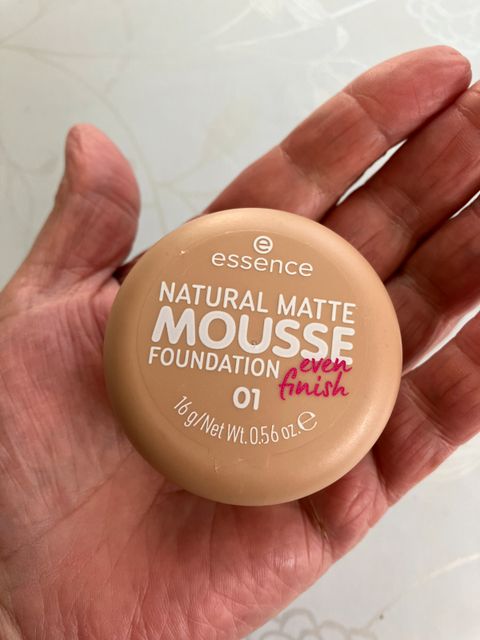 essence
NATURAL MATTE
MOUSSE
FOUNDATION
even
finish
01
16 g/Net Wt. 0.56 oz. ℮